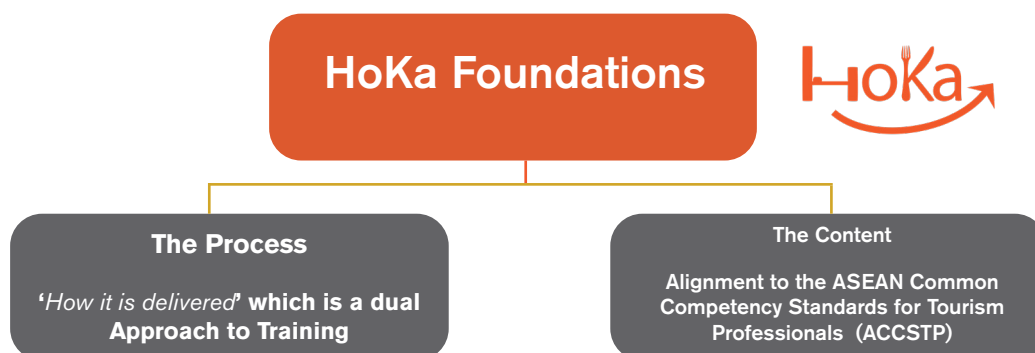 HoKa Foundations
HoKa
The Process
‘How it is delivered’ which is a dual
Approach to Training
The Content
Alignment to the ASEAN Common
Competency Standards for Tourism
Professionals (ACCSTP)